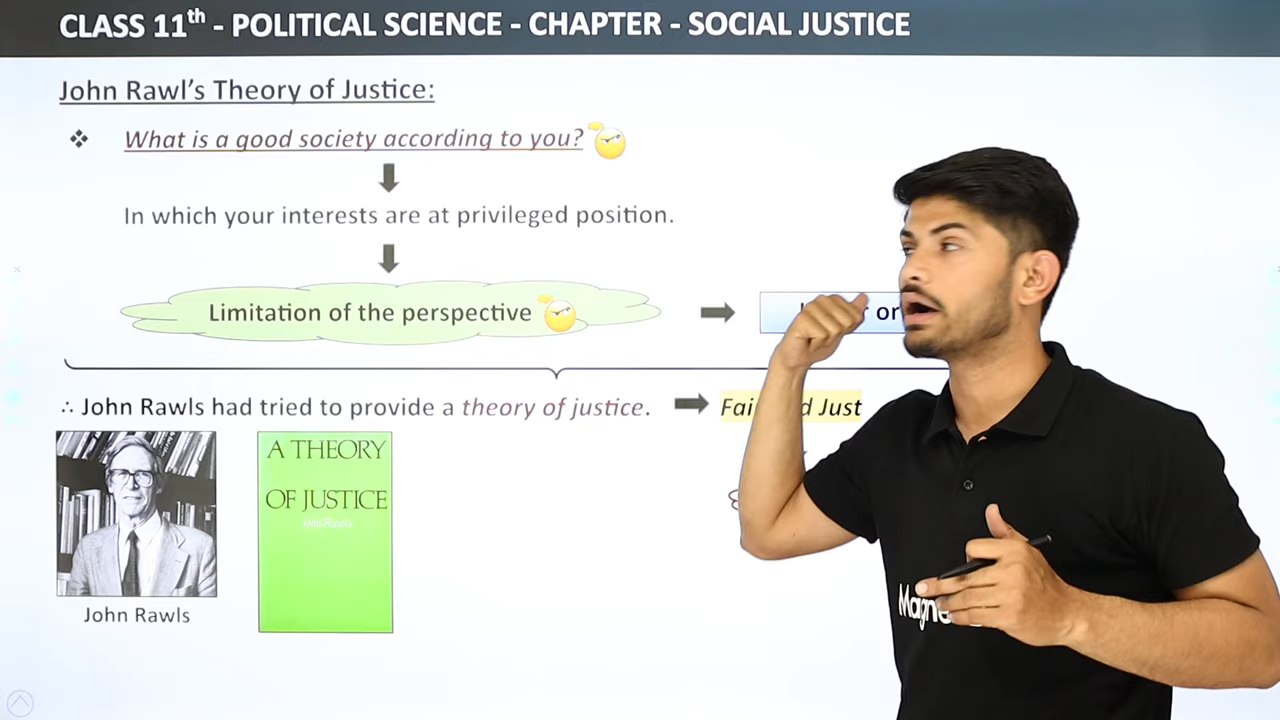 CLASS 11th - POLITICAL SCIENCE - CHAPTER - SOCIAL JUSTICE
John Rawl's Theory of Justice:
❖ What is a good society according to you?
In which your interests are at privileged position.
Limitation of the perspective
∴ John Rawls had tried to provide a theory of justice.
Just
A THEORY
OF JUSTICE
John Rawls
John Rawls